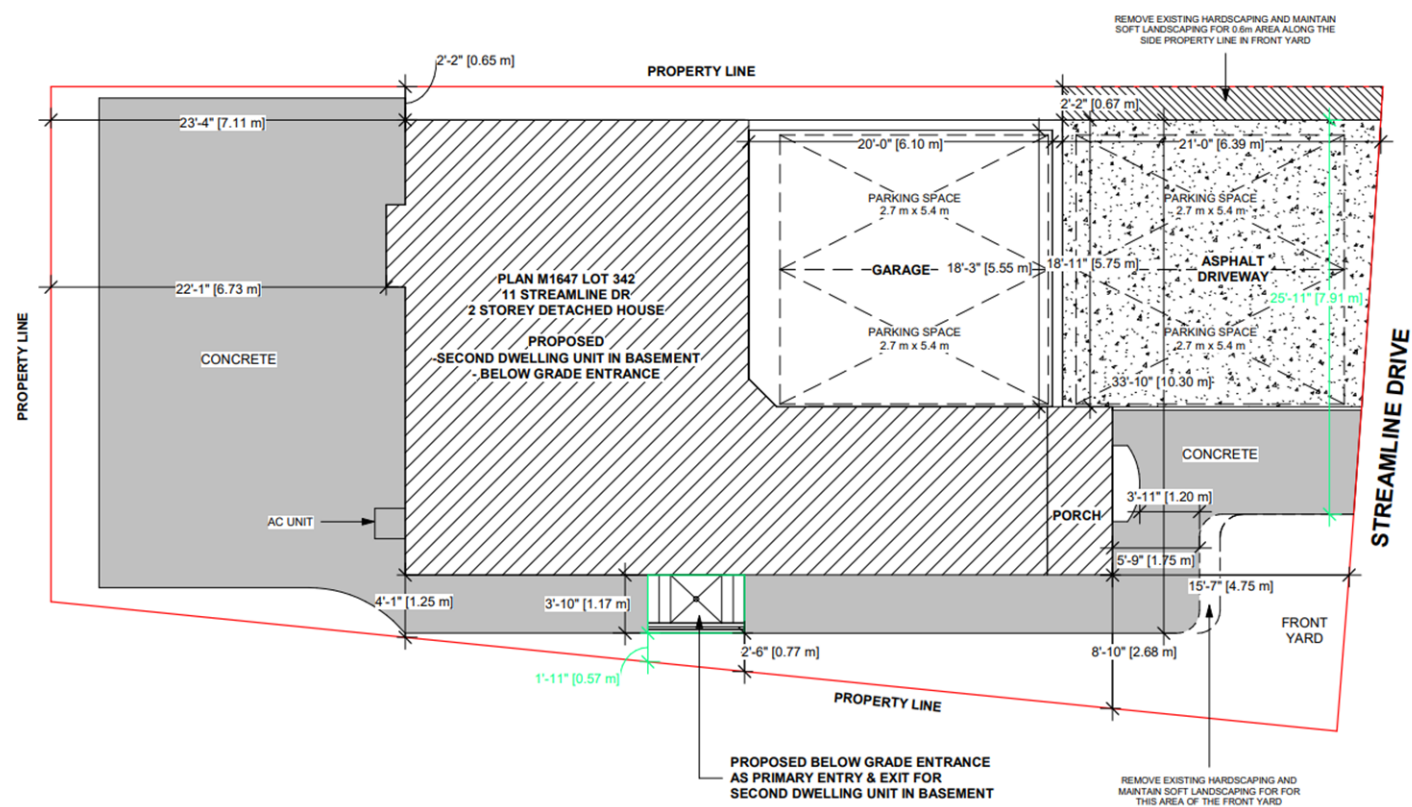 REMOVE EXISTING HARDSCAPING AND MAINTAIN
SOFT LANDSCAPING FOR 0.6m AREA ALONG THE
SIDE PROPERTY LINE IN FRONT YARD
2'-2" [0.65 m]
PROPERTY LINE
2'-2" [0.67 m]
23'-4" [7.11 m]
20'-0" [6.10 m]
21'-0" [6.39 m]
PARKING SPACE
2.7 m x 5.4 m
PARKING SPACE
2.7 m x 5.4 m
PLAN M1647 LOT 342
11 STREAMLINE DR
2 STOREY DETACHED HOUSE
GARAGE
18'-3" [5.55 m]
18'-11" [5.75 m]
ASPHALT
DRIVEWAY
22'-1" [6.73 m]
25'-11" [7.91 m]
PROPERTY LINE
CONCRETE
PROPOSED
-SECOND DWELLING UNIT IN BASEMENT
- BELOW GRADE ENTRANCE
PARKING SPACE
2.7 m x 5.4 m
PARKING SPACE
2.7 m x 5.4 m
33'-10" [10.30 m]
STREAMLINE DRIVE
CONCRETE
3'-11" [1.20 m]
AC UNIT
PORCH
5'-9" [1.75 m]
15'-7" [4.75 m]
4'-1" [1.25 m]
3'-10" [1.17 m]
FRONT
YARD
2'-6" [0.77 m]
8'-10" [2.68 m]
1'-11" [0.57 m]
PROPERTY LINE
PROPOSED BELOW GRADE ENTRANCE
AS PRIMARY ENTRY & EXIT FOR
SECOND DWELLING UNIT IN BASEMENT
REMOVE EXISTING HARDSCAPING AND
MAINTAIN SOFT LANDSCAPING FOR FOR
THIS AREA OF THE FRONT YARD